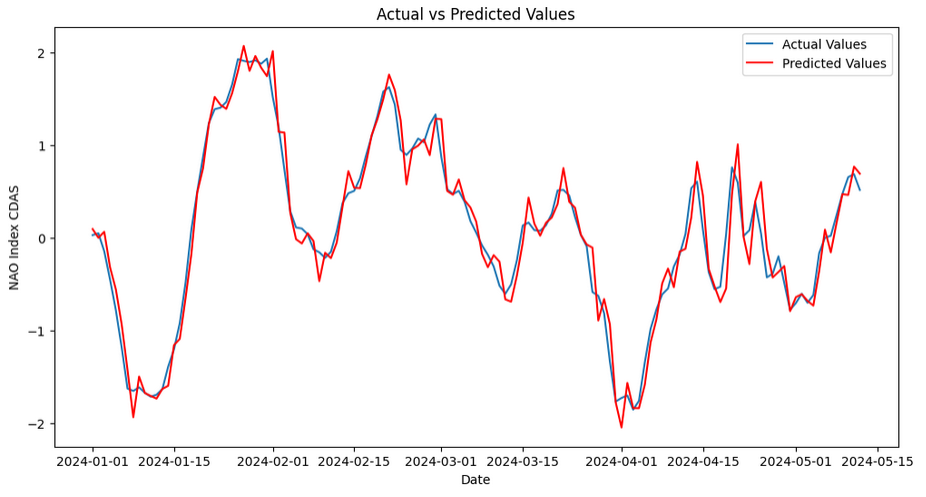 Actual vs Predicted Values
Actual Values
Predicted Values
NAO Index CDAS
2
1
0
−1
−2
2024-01-01 2024-01-15 2024-02-01 2024-02-15 2024-03-01 2024-03-15 2024-04-01 2024-04-15 2024-05-01 2024-05-15
Date